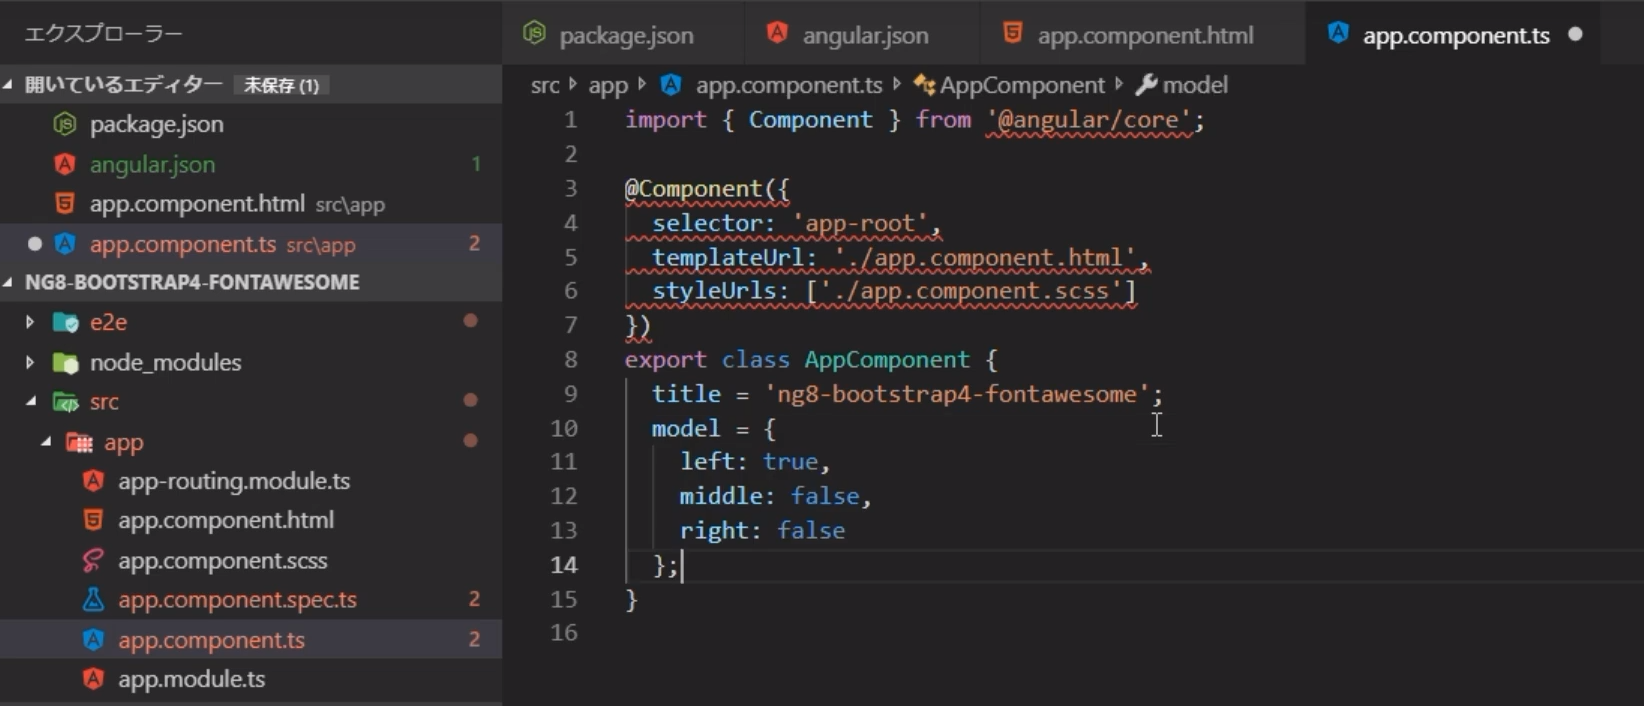 エクスプローラー
開いているエディター 未保存 (1)
package.json
angular.json 1
app.component.html src\app
app.component.ts src\app 2
NG8-BOOTSTRAP4-FONTAWESOME
e2e
node_modules
src
app
app-routing.module.ts
app.component.html
app.component.scss
app.component.spec.ts 2
app.component.ts 2
app.module.ts
package.json angular.json app.component.html app.component.ts
src app app.component.ts AppComponent model
1 import { Component } from '@angular/core';
2
3 @Component({
4 selector: 'app-root',
5 templateUrl: './app.component.html',
6 styleUrls: ['./app.component.scss']
7 })
8 export class AppComponent {
9 title = 'ng8-bootstrap4-fontawesome';
10 model = {
11 left: true,
12 middle: false,
13 right: false
14 };
15 }
16